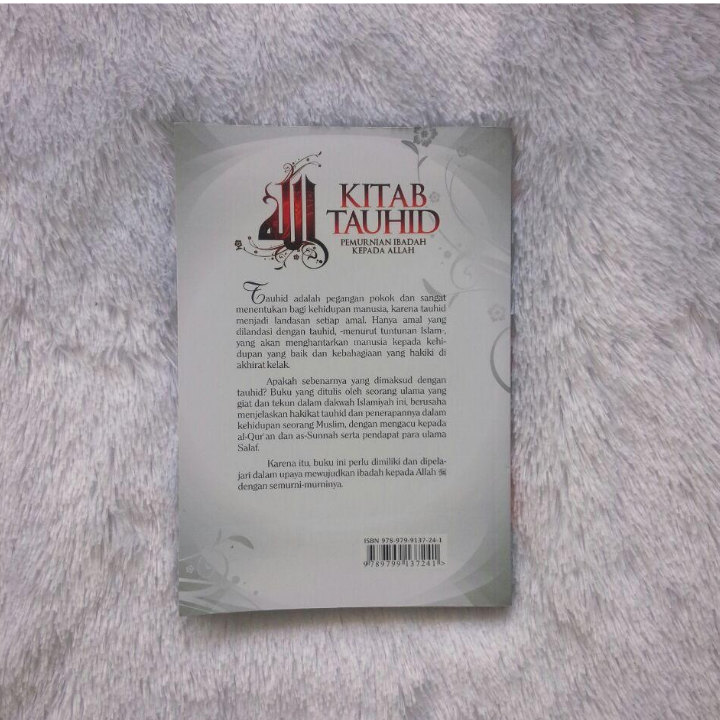 الله
KITAB
TAUHID
PEMURNIAN IBADAH
KEPADA ALLAH
Tauhid adalah pegangan pokok dan sangat
menentukan bagi kehidupan manusia, karena tauhid
menjadi landasan setiap amal. Hanya amal yang
dilandasi dengan tauhid, -menurut tuntunan Islam-,
yang akan menghantarkan manusia kepada kehi-
dupan yang baik dan kebahagiaan yang hakiki di
akhirat kelak.
Apakah sebenarnya yang dimaksud dengan
tauhid? Buku yang ditulis oleh seorang ulama yang
giat dan tekun dalam dakwah Islamiyah ini, berusaha
menjelaskan hakikat tauhid dan penerapannya dalam
kehidupan seorang Muslim, dengan mengacu kepada
al-Qur'an dan as-Sunnah serta pendapat para ulama
Salaf.
Karena itu, buku ini perlu dimiliki dan dipela-
jari dalam upaya mewujudkan ibadah kepada Allah ﷻ
dengan semurni-murninya.
ISBN 978-979-9137-24-1
9789799137241>